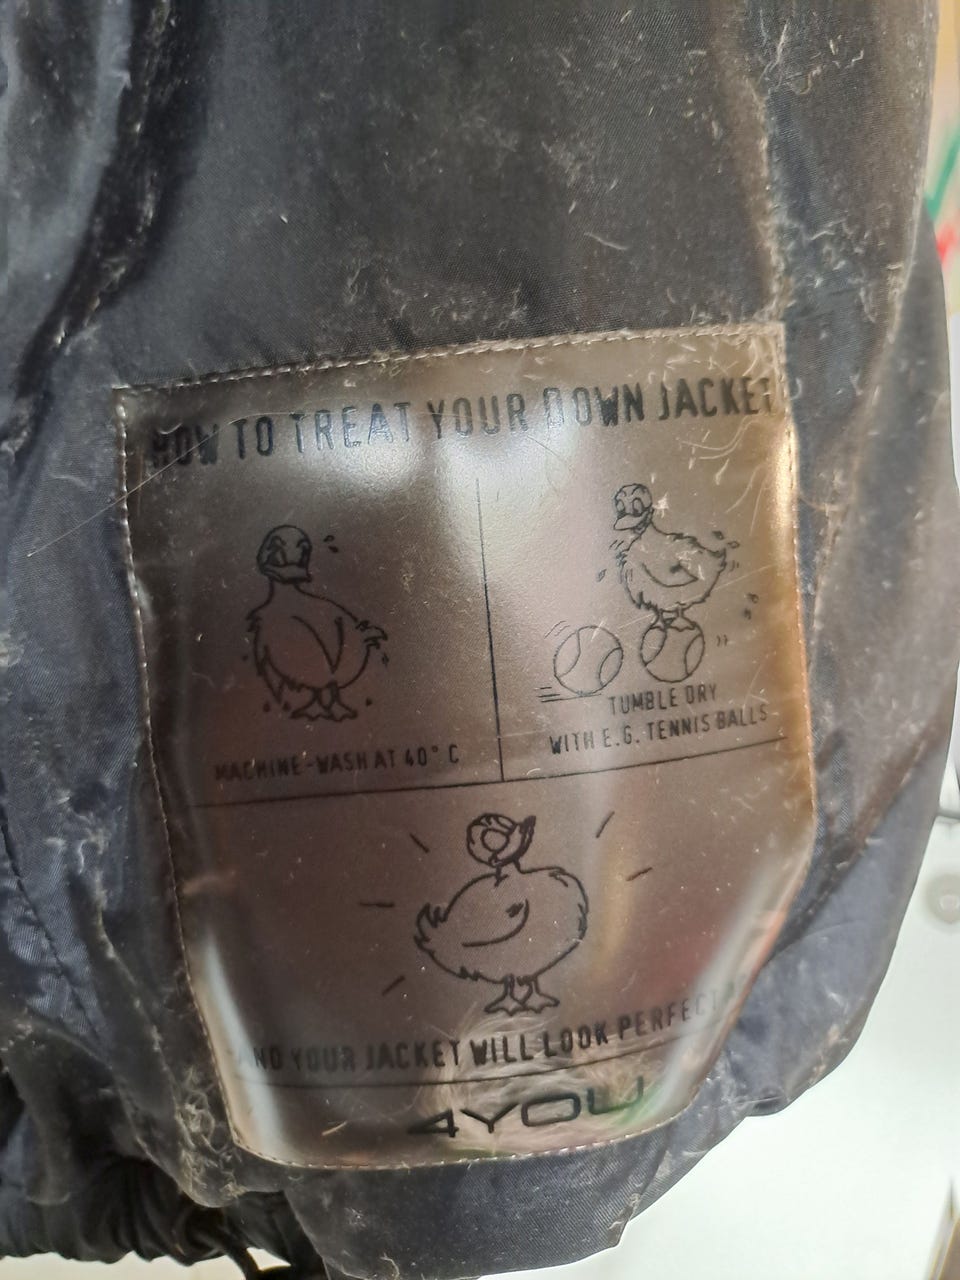 HOW TO TREAT YOUR DOWN JACKET
MACHINE-WASH AT 40° C
TUMBLE DRY
WITH E.G. TENNIS BALLS
AND YOUR JACKET WILL LOOK PERFECT
4YOU